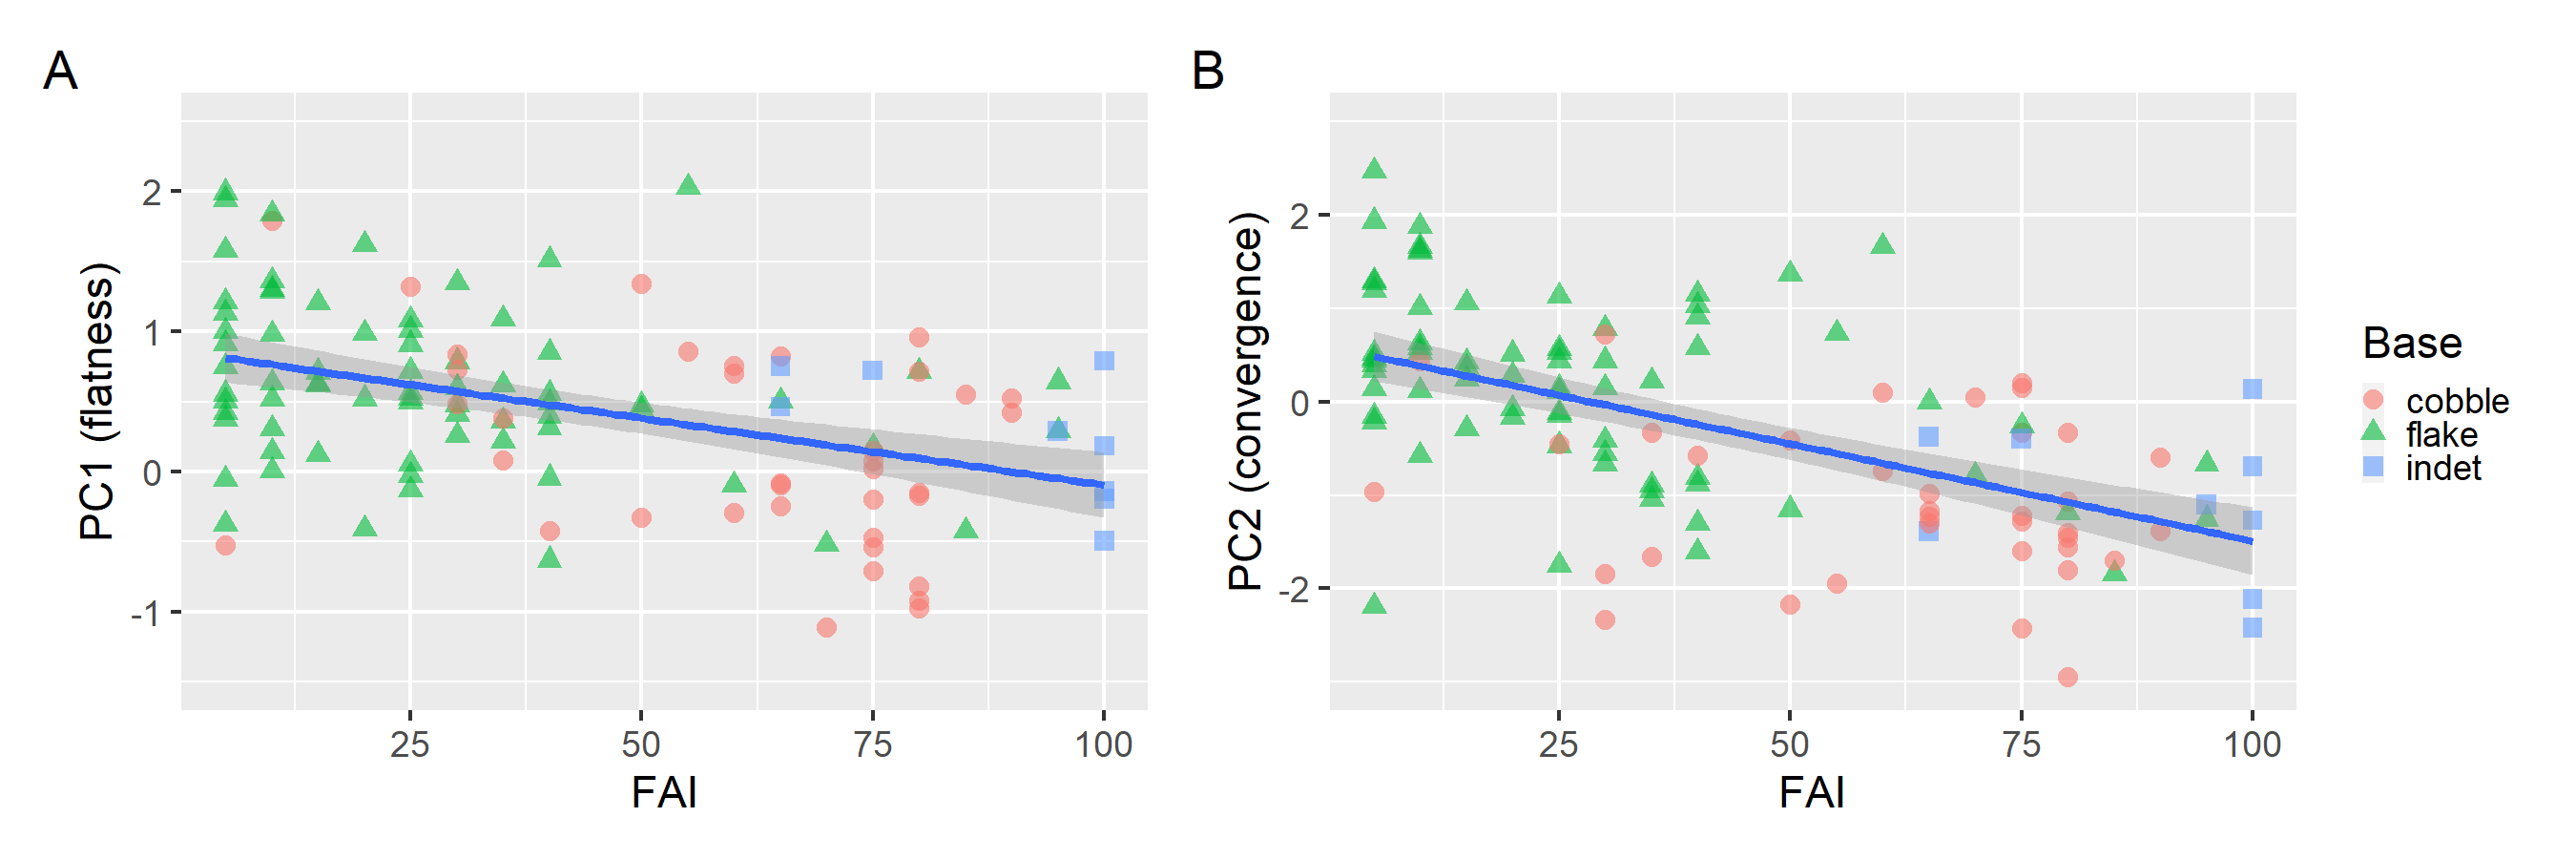 A
PC1 (flatness)
2
1
0
-1
25 50 75 100
FAI
B
PC2 (convergence)
2
0
-2
25 50 75 100
FAI
Base
cobble
flake
indet